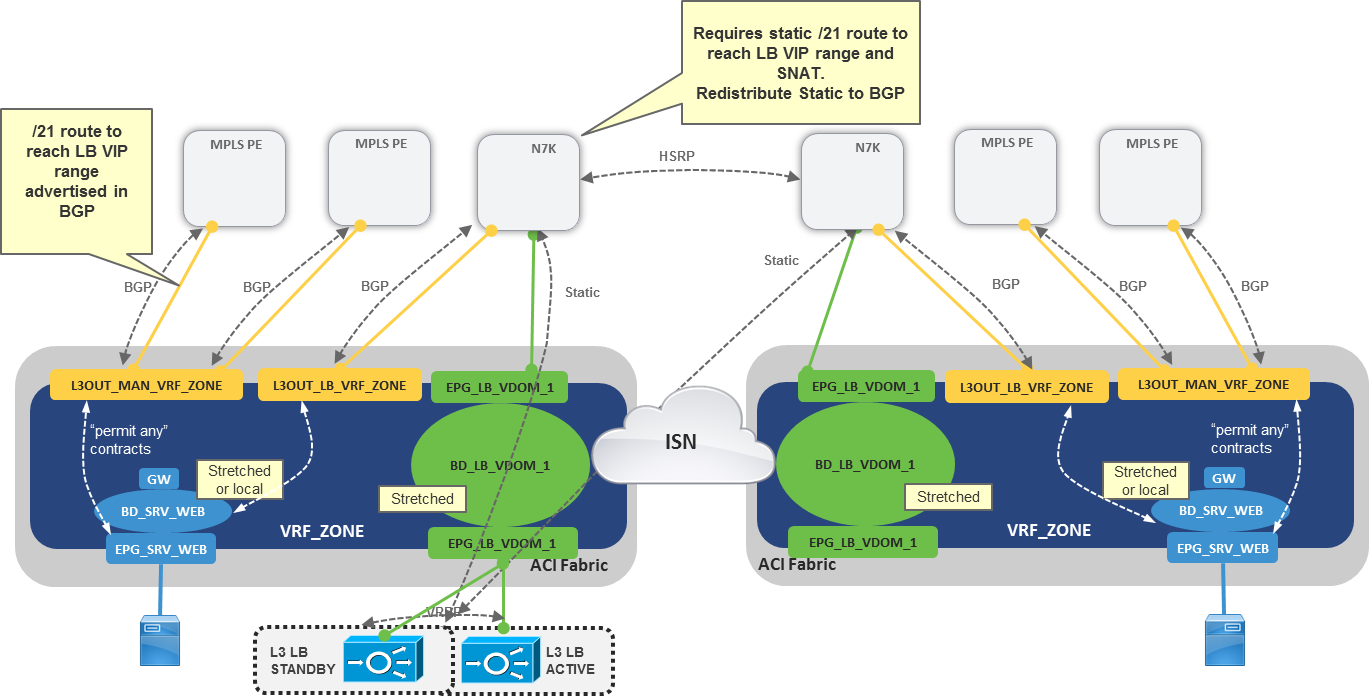 Requires static /21 route to
reach LB VIP range and
SNAT.
Redistribute Static to BGP
/21 route to
reach LB VIP
range
advertised in
BGP
MPLS PE
MPLS PE
N7K
HSRP
N7K
MPLS PE
MPLS PE
BGP
BGP
BGP
Static
Static
BGP
BGP
BGP
L3OUT_MAN_VRF_ZONE
L3OUT_LB_VRF_ZONE
EPG_LB_VDOM_1
EPG_LB_VDOM_1
L3OUT_LB_VRF_ZONE
L3OUT_MAN_VRF_ZONE
“permit any”
contracts
GW
Stretched
or local
BD_SRV_WEB
BD_LB_VDOM_1
Stretched
VRF_ZONE
EPG_SRV_WEB
EPG_LB_VDOM_1
ACI Fabric
ISN
BD_LB_VDOM_1
Stretched
“permit any”
contracts
Stretched
or local
GW
BD_SRV_WEB
VRF_ZONE
EPG_LB_VDOM_1
EPG_SRV_WEB
ACI Fabric
VRRP
L3 LB
STANDBY
L3 LB
ACTIVE